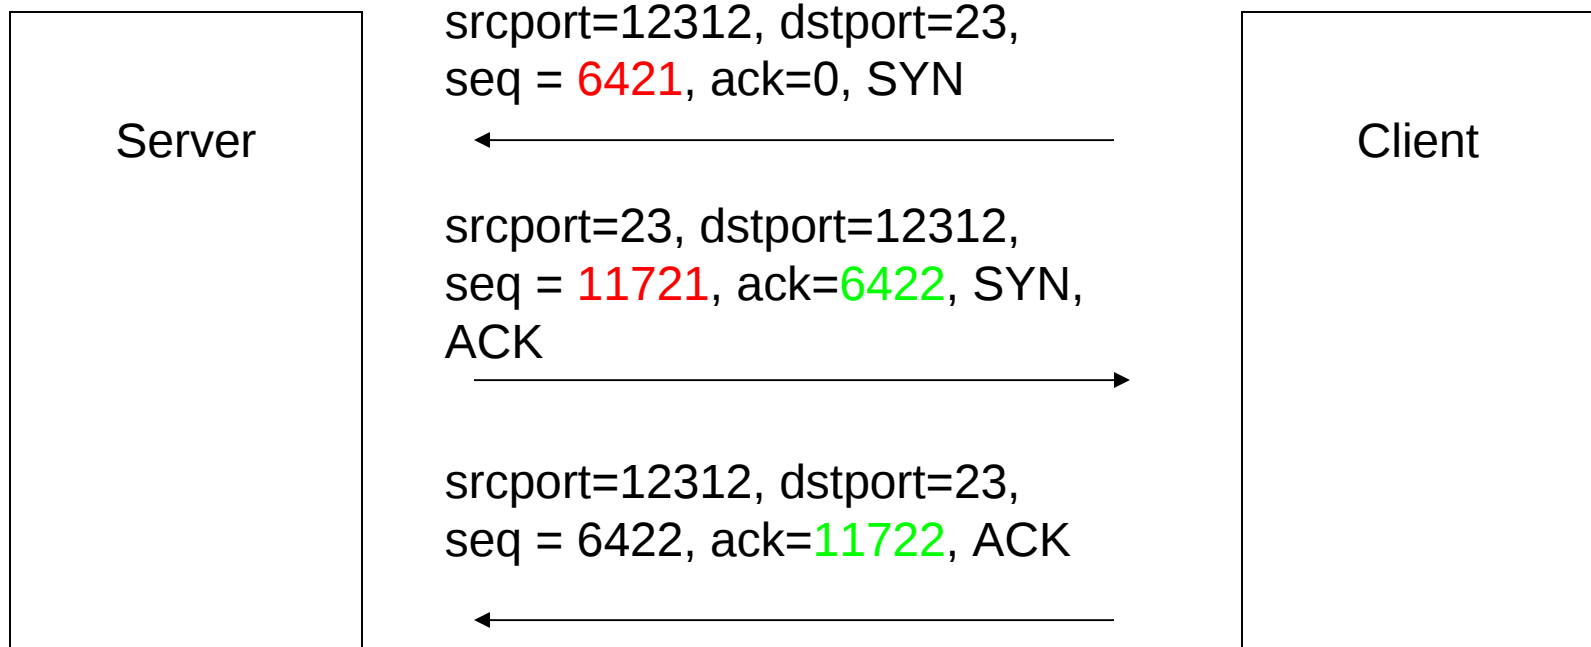 srcport=12312, dstport=23,
seq = 6421, ack=0, SYN
Server
Client
srcport=23, dstport=12312,
seq = 11721, ack=6422, SYN,
ACK
srcport=12312, dstport=23,
seq = 6422, ack=11722, ACK